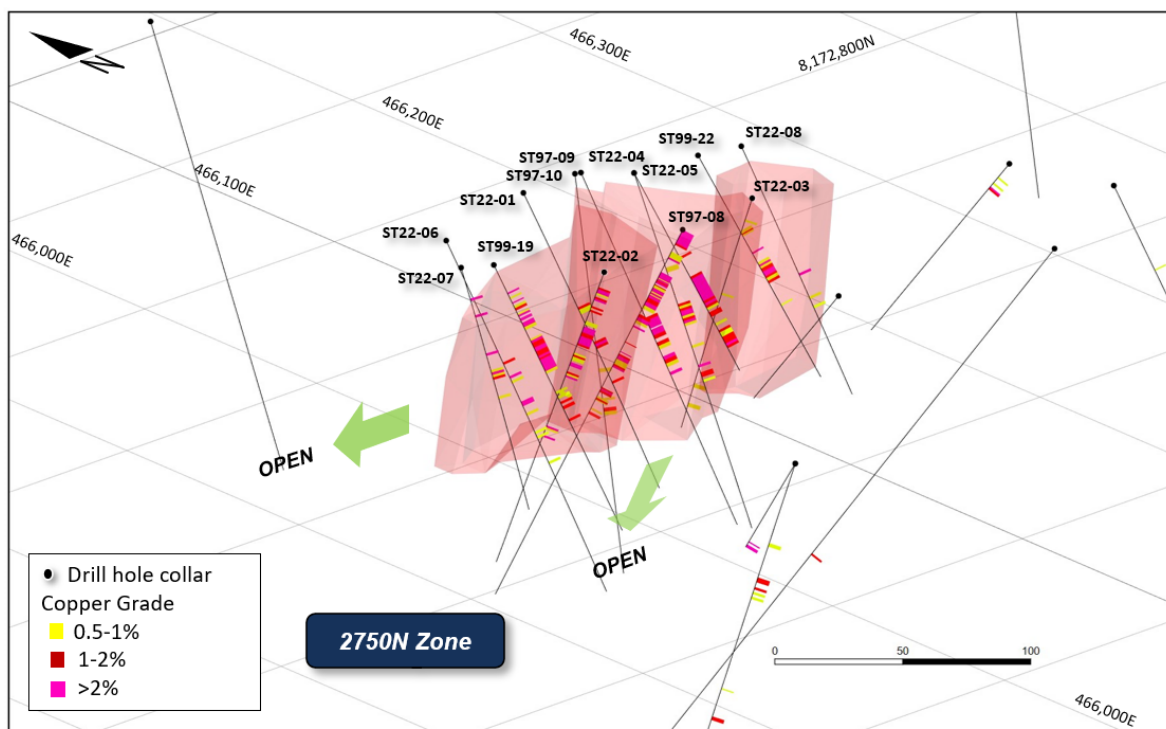 N
466,300E
8,172,800N
466,200E
466,100E
466,000E
ST99-22
ST22-08
ST97-09
ST22-04
ST97-10
ST22-05
ST22-03
ST22-01
ST97-08
ST22-06
ST99-19
ST22-02
ST22-07
OPEN
OPEN
Drill hole collar
Copper Grade
0.5-1%
1-2%
>2%
2750N Zone
0
50
100
466,000E